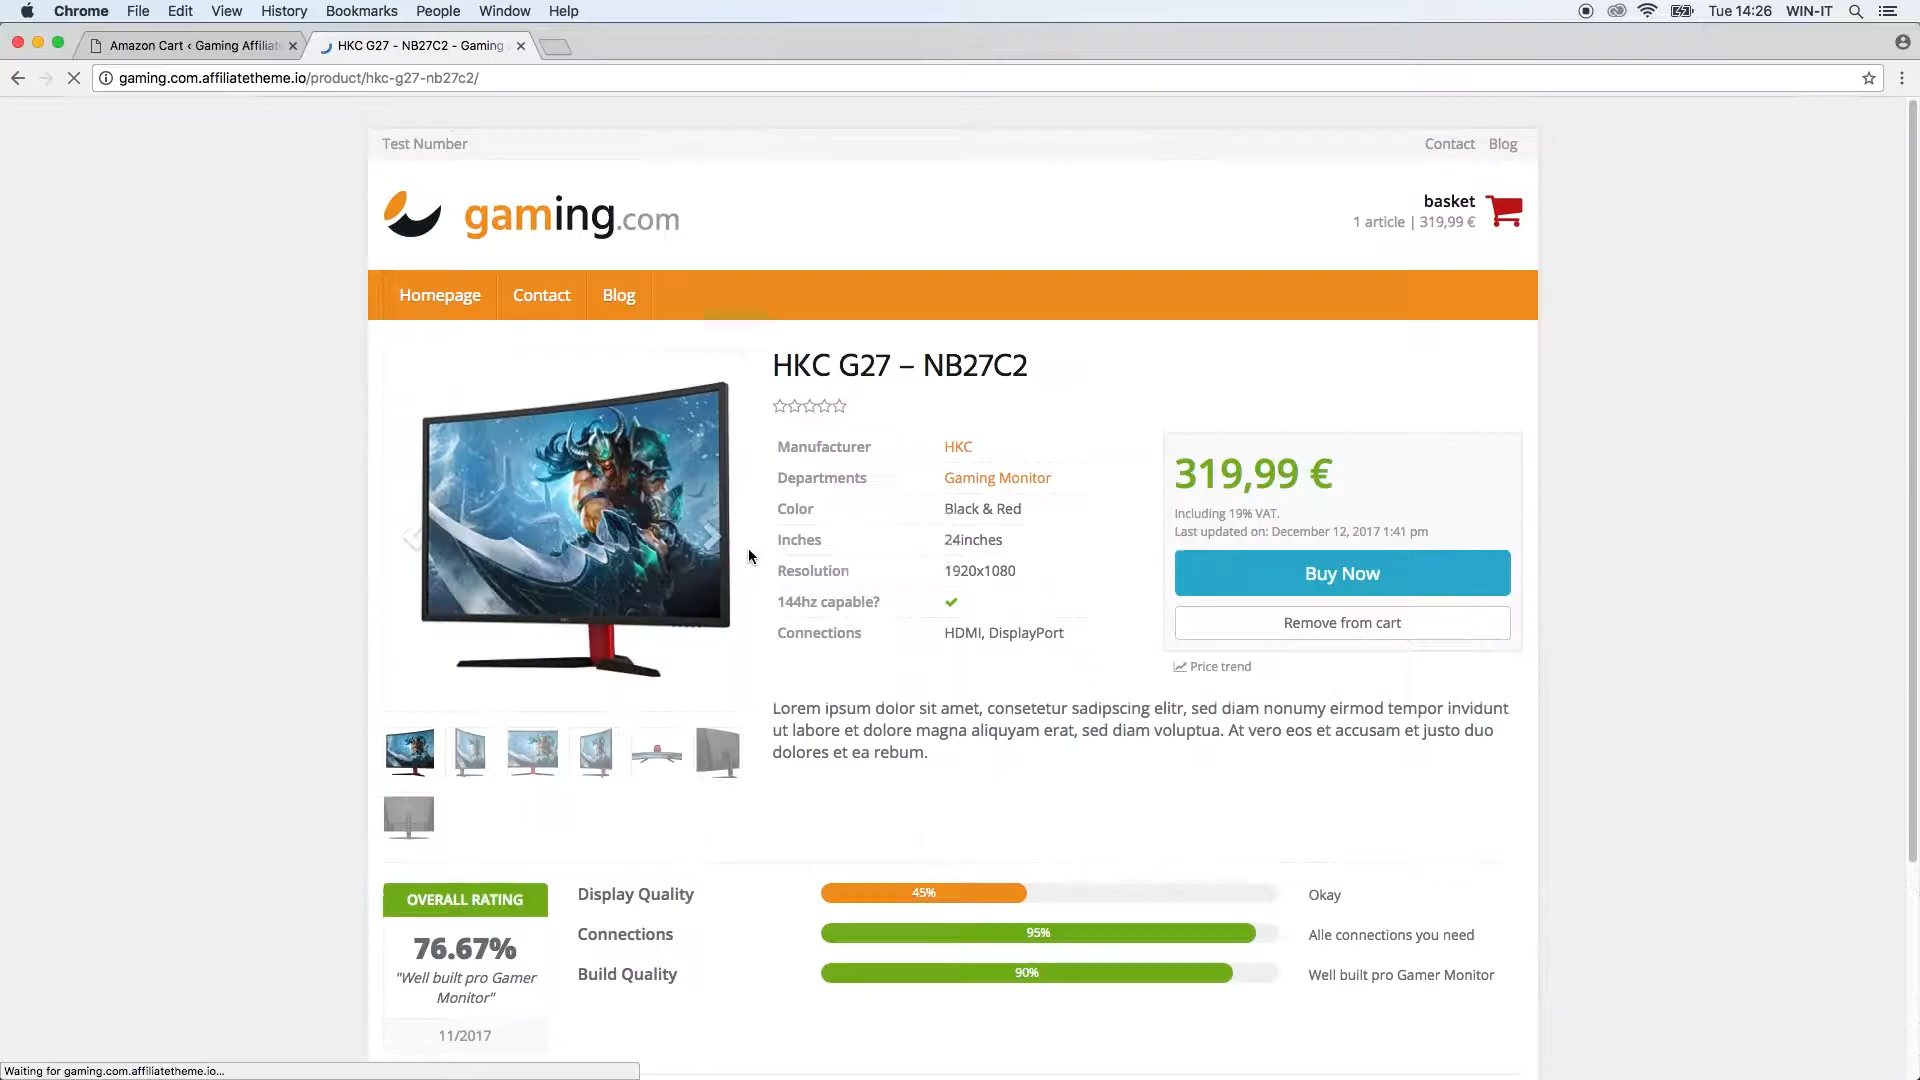 Chrome File Edit View History Bookmarks People Window Help
Tue 14:26 WIN-IT
Amazon Cart ‹ Gaming Affiliat
HKC G27 - NB27C2 - Gaming
gaming.com.affiliatetheme.io/product/hkc-g27-nb27c2/
Test Number
Contact Blog
gaming.com
basket
1 article | 319,99 €
Homepage Contact Blog
HKC G27 – NB27C2
Manufacturer HKC
Departments Gaming Monitor
Color Black & Red
Inches 24inches
Resolution 1920x1080
144hz capable?
Connections HDMI, DisplayPort
319,99 €
Including 19% VAT.
Last updated on: December 12, 2017 1:41 pm
Buy Now
Remove from cart
Price trend
Lorem ipsum dolor sit amet, consetetur sadipscing elitr, sed diam nonumy eirmod tempor invidunt
ut labore et dolore magna aliquyam erat, sed diam voluptua. At vero eos et accusam et justo duo
dolores et ea rebum.
OVERALL RATING
76.67%
"Well built pro Gamer
Monitor"
11/2017
Display Quality 45% Okay
Connections 95% Alle connections you need
Build Quality 90% Well built pro Gamer Monitor
Waiting for gaming.com.affiliatetheme.io...